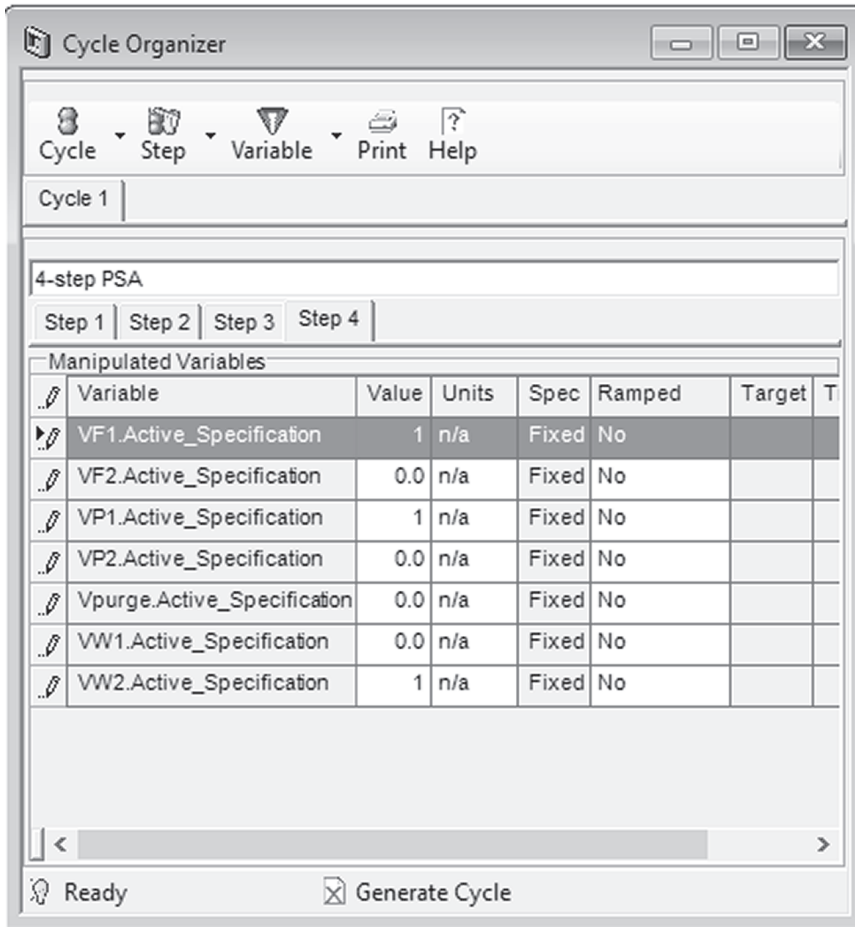 Cycle Organizer
Cycle Step Variable Print Help
Cycle 1
4-step PSA
Step 1 Step 2 Step 3 Step 4
Manipulated Variables
Variable Value Units Spec Ramped Target
VF1.Active_Specification 1 n/a Fixed No
VF2.Active_Specification 0.0 n/a Fixed No
VP1.Active_Specification 1 n/a Fixed No
VP2.Active_Specification 0.0 n/a Fixed No
Vpurge.Active_Specification 0.0 n/a Fixed No
VW1.Active_Specification 0.0 n/a Fixed No
VW2.Active_Specification 1 n/a Fixed No
Ready Generate Cycle